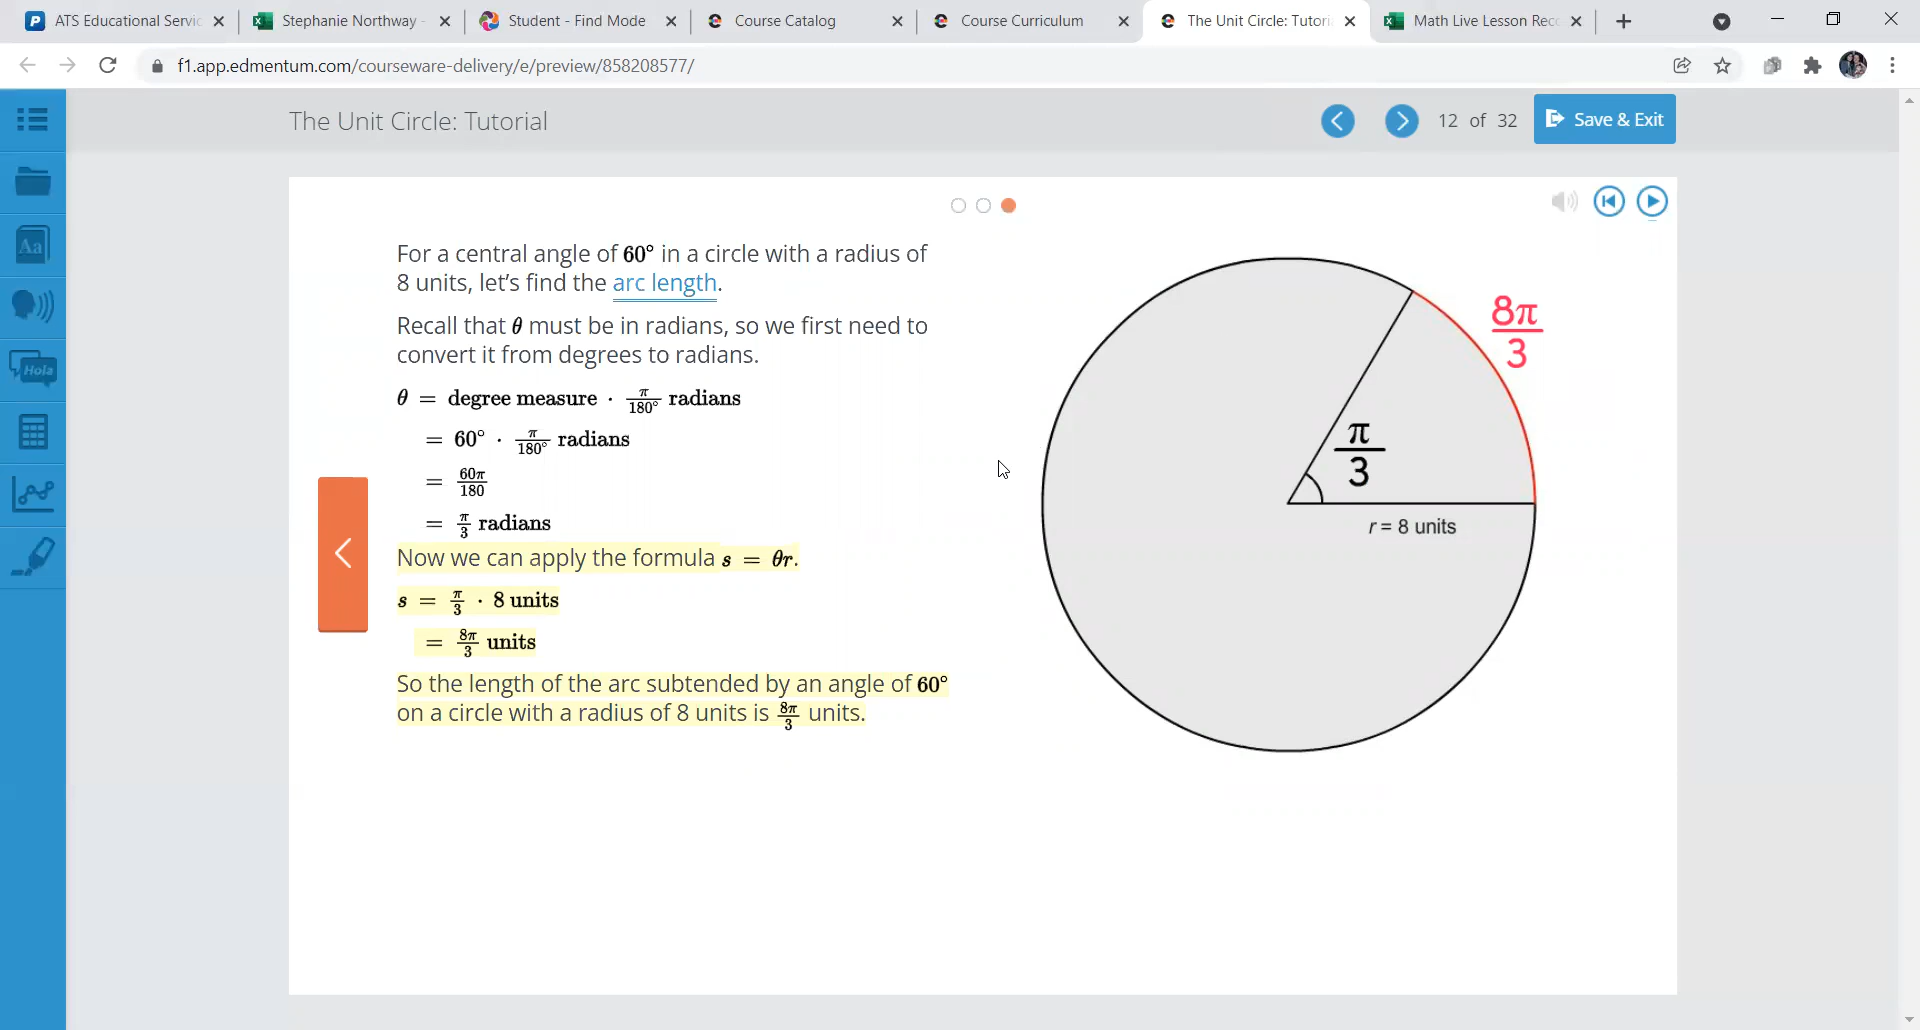 ATS Educational Servic
Stephanie Northway -
Student - Find Mode
Course Catalog
Course Curriculum
The Unit Circle: Tutori
Math Live Lesson Rec
f1.app.edmentum.com/courseware-delivery/e/preview/858208577/
The Unit Circle: Tutorial
12 of 32
Save & Exit
Aa
Hola
For a central angle of 60° in a circle with a radius of
8 units, let’s find the arc length.
Recall that θ must be in radians, so we first need to
convert it from degrees to radians.
θ = degree measure · π/180° radians
= 60° · π/180° radians
= 60π/180
= π/3 radians
Now we can apply the formula s = θr.
s = π/3 · 8 units
= 8π/3 units
So the length of the arc subtended by an angle of 60°
on a circle with a radius of 8 units is 8π/3 units.
8π/3
π/3
r = 8 units